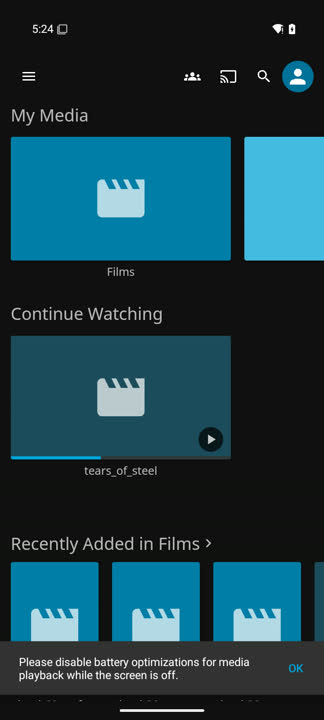 5:24
My Media
Films
Continue Watching
tears_of_steel
Recently Added in Films
Please disable battery optimizations for media
playback while the screen is off.
OK